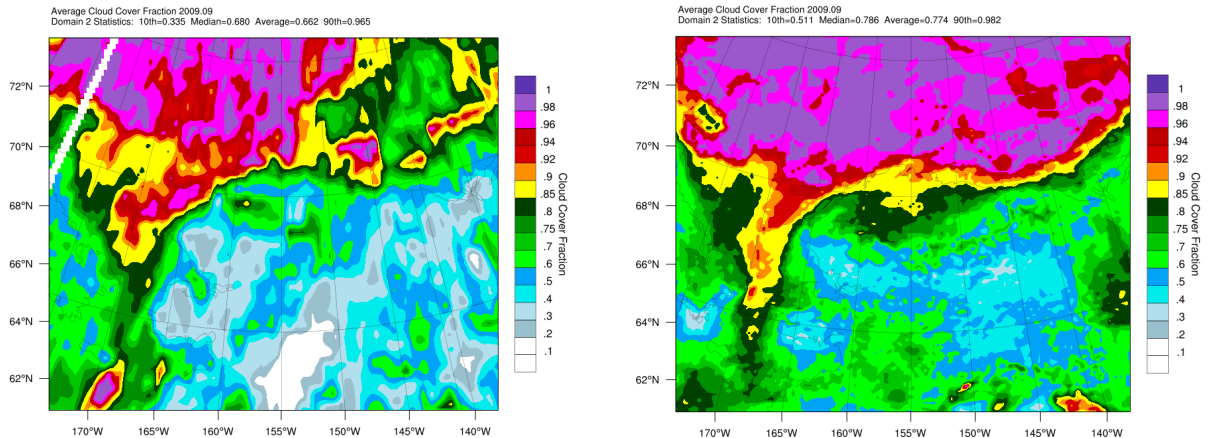 Average Cloud Cover Fraction 2009.09
Domain 2 Statistics: 10th=0.335 Median=0.680 Average=0.662 90th=0.965
72°N
70°N
68°N
66°N
64°N
62°N
170°W 165°W 160°W 155°W 150°W 145°W 140°W
1
.98
.96
.94
.92
.9
.85
.8
.75
.7
.6
.5
.4
.3
.2
.1
Cloud Cover Fraction
Average Cloud Cover Fraction 2009.09
Domain 2 Statistics: 10th=0.511 Median=0.786 Average=0.774 90th=0.982
72°N
70°N
68°N
66°N
64°N
62°N
170°W 165°W 160°W 155°W 150°W 145°W 140°W
1
.98
.96
.94
.92
.9
.85
.8
.75
.7
.6
.5
.4
.3
.2
.1
Cloud Cover Fraction